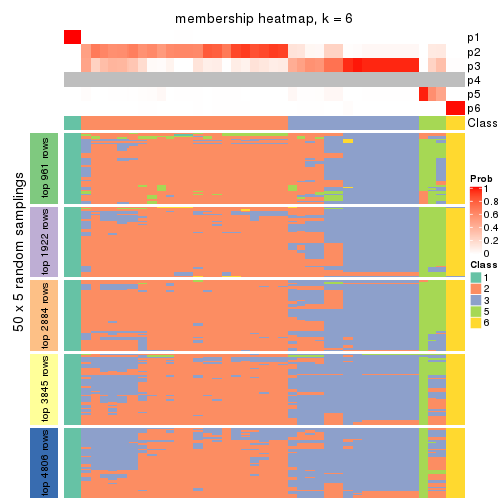 membership heatmap, k = 6
p1
p2
p3
p4
p5
p6
Class
50 x 5 random samplings
top 961 rows
top 1922 rows
top 2884 rows
top 3845 rows
top 4806 rows
Prob
1
0.8
0.6
0.4
0.2
0
Class
1
2
3
5
6